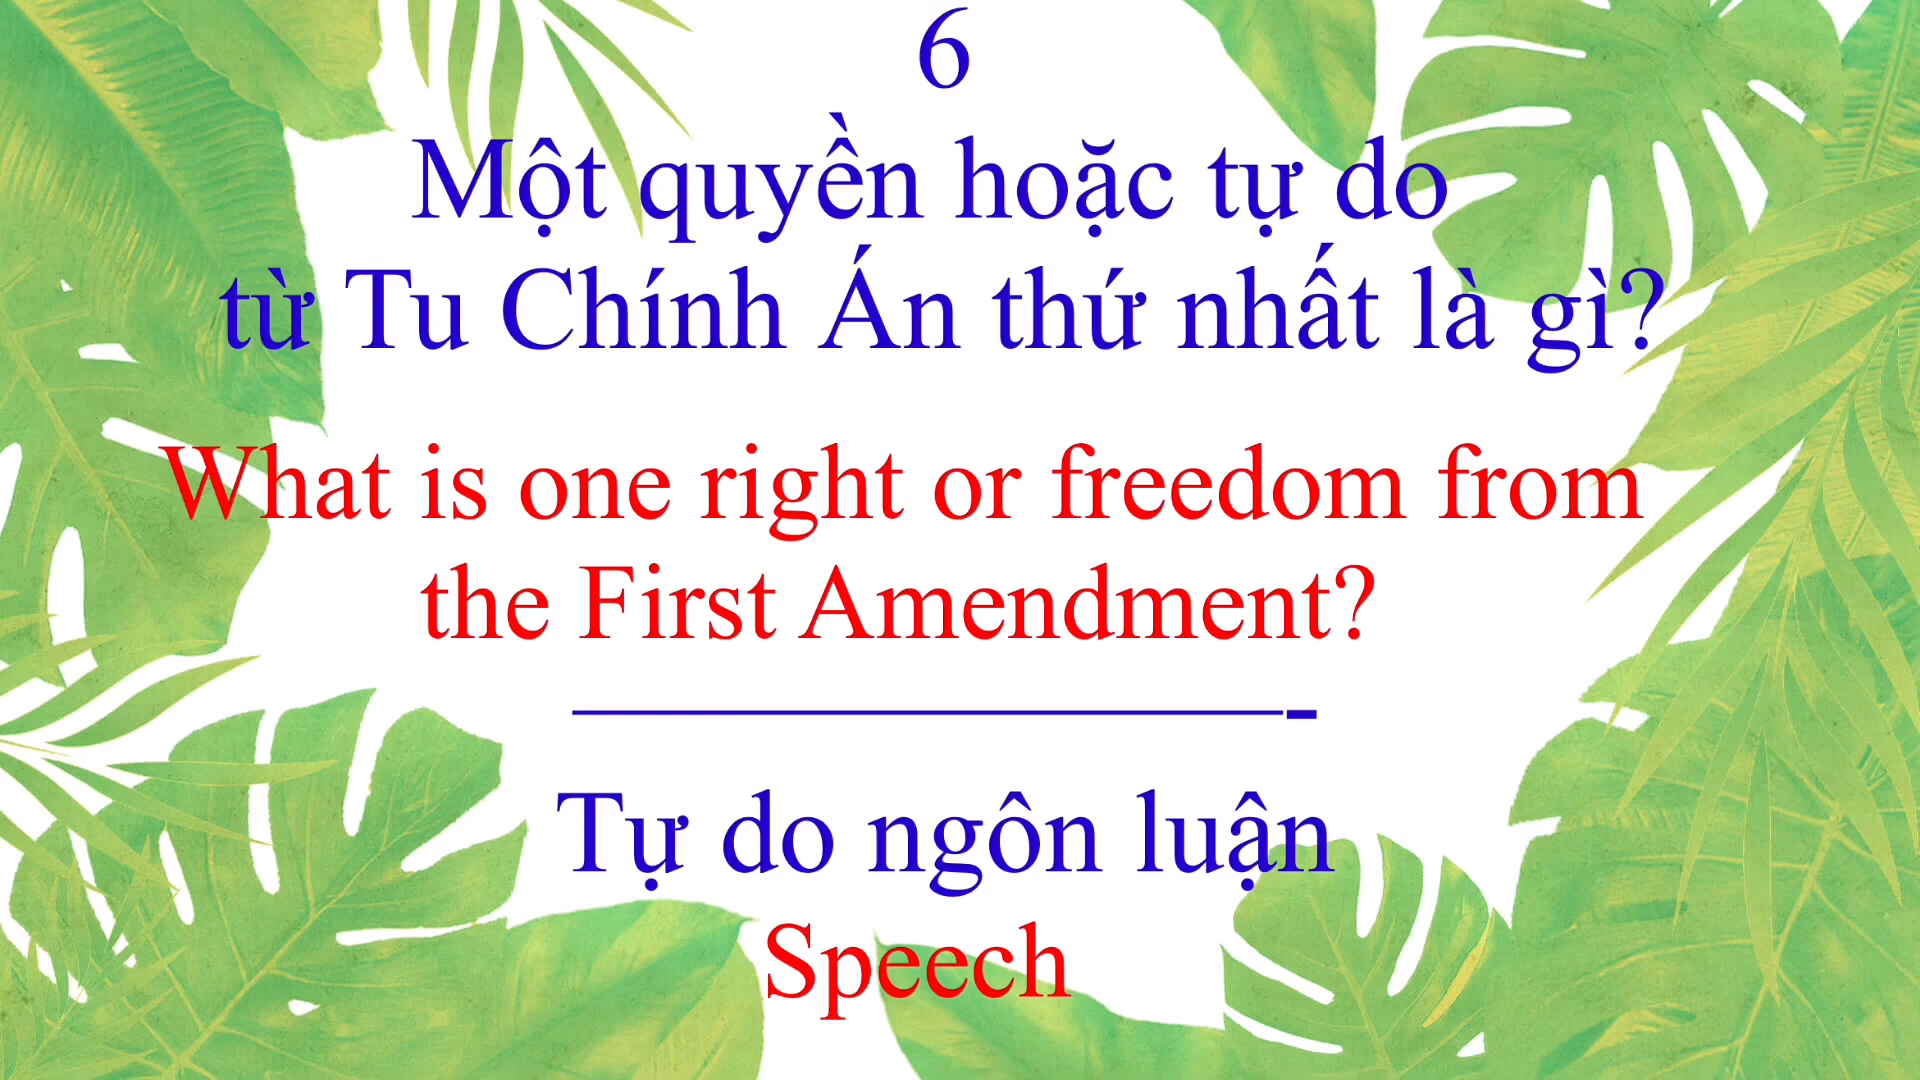 6
Một quyền hoặc tự do
từ Tu Chính Án thứ nhất là gì?
What is one right or freedom from
the First Amendment?
———————————-
Tự do ngôn luận
Speech